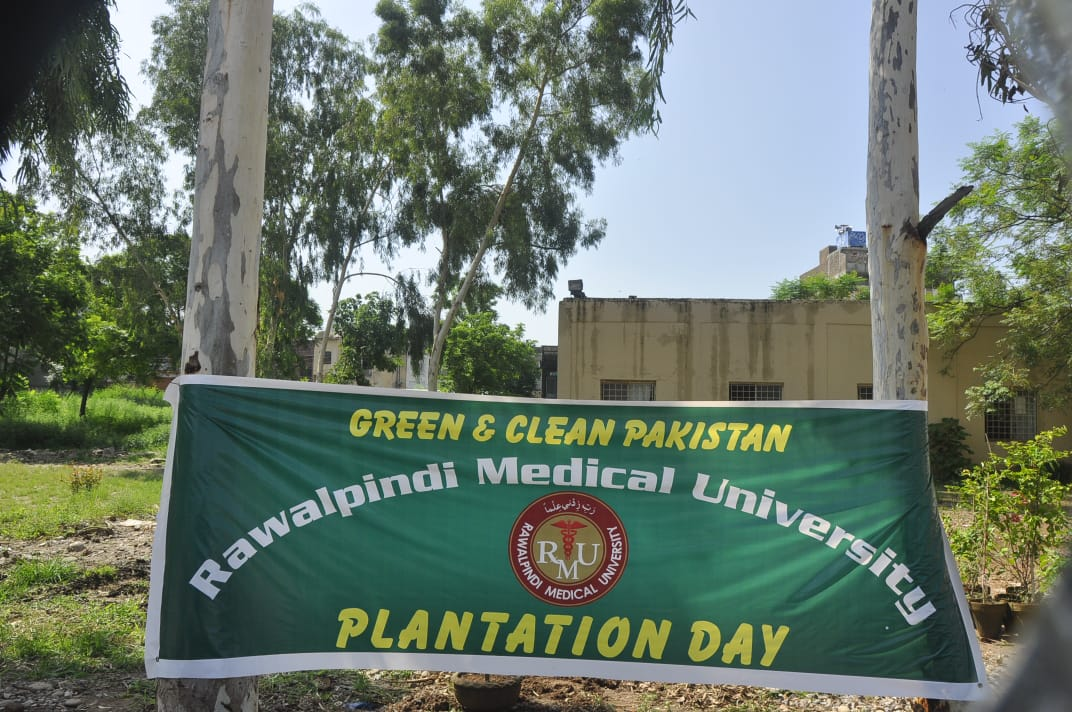 GREEN & CLEAN PAKISTAN
Rawalpindi Medical University
رَبِّ زِدْنِي عِلْمًا
RMU
RAWALPINDI MEDICAL UNIVERSITY
PLANTATION DAY